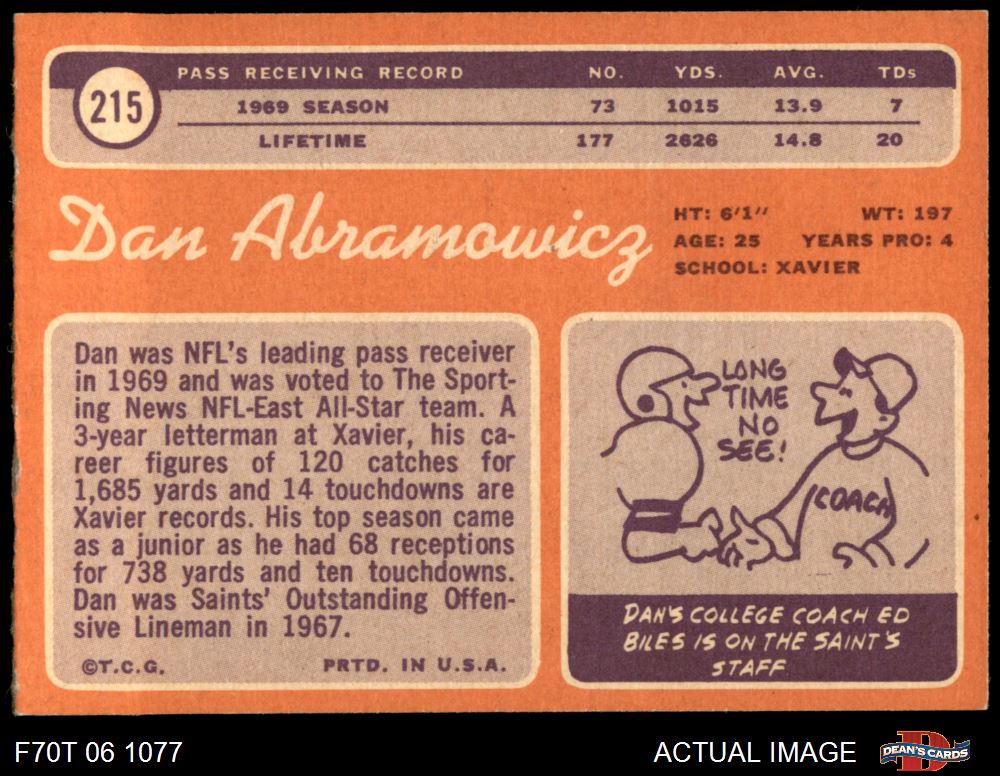 215
PASS RECEIVING RECORD NO. YDS. AVG. TDs
1969 SEASON 73 1015 13.9 7
LIFETIME 177 2626 14.8 20
Dan Abramowicz
HT: 6'1" WT: 197
AGE: 25 YEARS PRO: 4
SCHOOL: XAVIER
Dan was NFL's leading pass receiver
in 1969 and was voted to The Sport-
ing News NFL-East All-Star team. A
3-year letterman at Xavier, his ca-
reer figures of 120 catches for
1,685 yards and 14 touchdowns are
Xavier records. His top season came
as a junior as he had 68 receptions
for 738 yards and ten touchdowns.
Dan was Saints' Outstanding Offen-
sive Lineman in 1967.
©T.C.G. PRTD. IN U.S.A.
LONG
TIME
NO
SEE!
COACH
DAN'S COLLEGE COACH ED
BILES IS ON THE SAINT'S
STAFF
F70T 06 1077 ACTUAL IMAGE DEAN'S CARDS